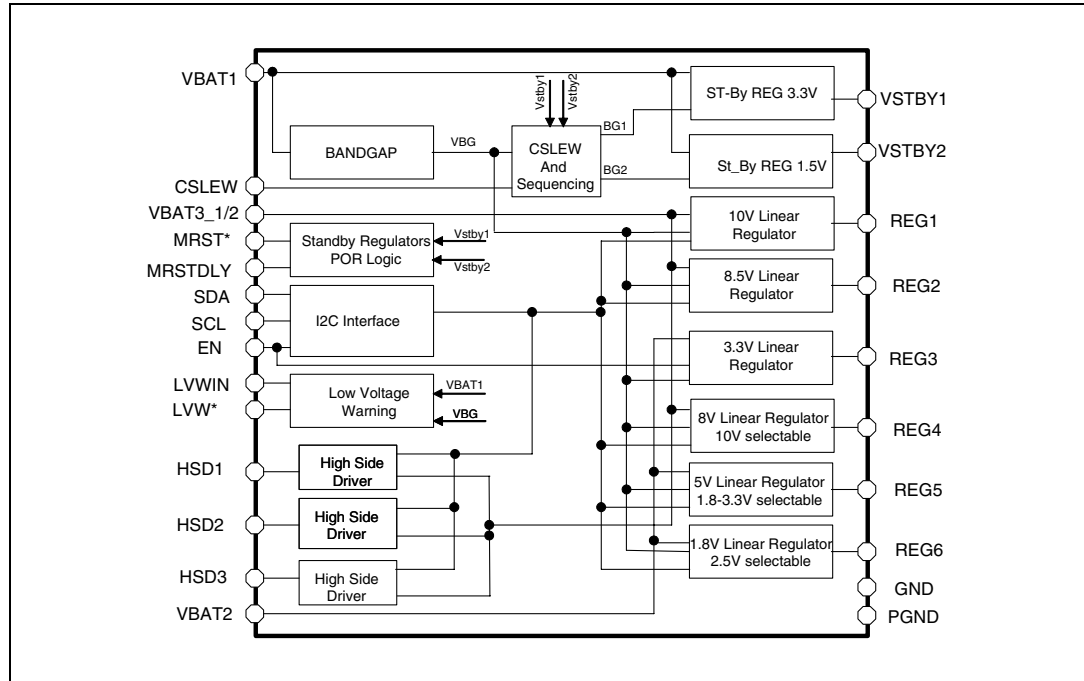 VBAT1
CSLEW
VBAT3_1/2
MRST*
MRSTDLY
SDA
SCL
EN
LVWIN
LVW*
HSD1
HSD2
HSD3
VBAT2
BANDGAP
VBG
Vstby1
Vstby2
CSLEW
And
Sequencing
BG1
BG2
Standby Regulators
POR Logic
Vstby1
Vstby2
I2C Interface
Low Voltage
Warning
VBAT1
VBG
High Side
Driver
High Side
Driver
High Side
Driver
ST-By REG 3.3V
St_By REG 1.5V
10V Linear
Regulator
8.5V Linear
Regulator
3.3V Linear
Regulator
8V Linear Regulator
10V selectable
5V Linear Regulator
1.8-3.3V selectable
1.8V Linear Regulator
2.5V selectable
VSTBY1
VSTBY2
REG1
REG2
REG3
REG4
REG5
REG6
GND
PGND